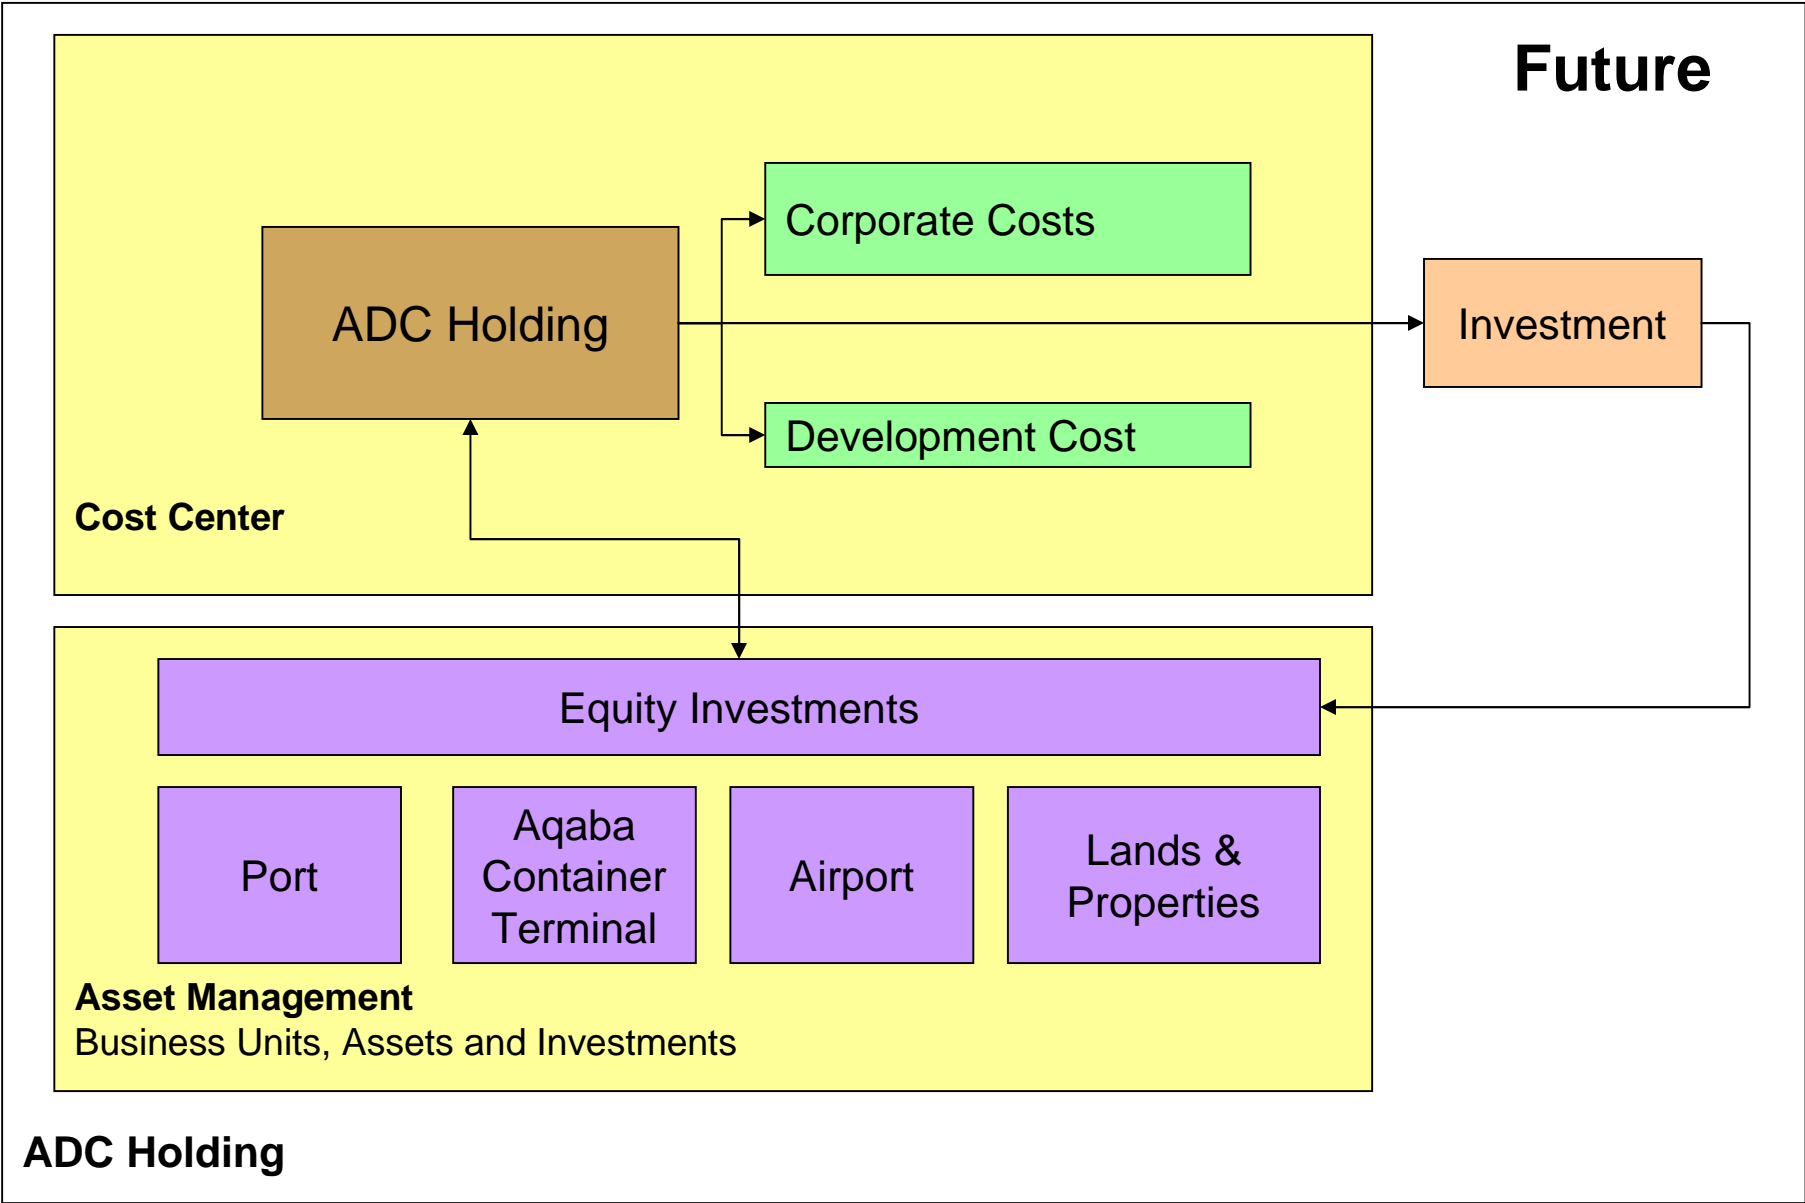 Future
Corporate Costs
ADC Holding
Investment
Development Cost
Cost Center
Equity Investments
Port
Aqaba
Container
Terminal
Airport
Lands &
Properties
Asset Management
Business Units, Assets and Investments
ADC Holding